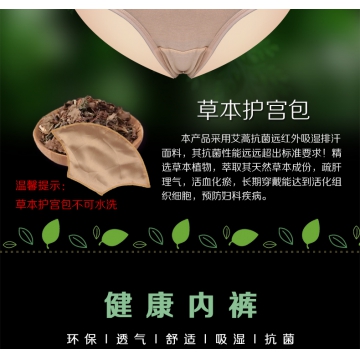 草本护宫包
本产品采用艾蒿抗菌远红外吸湿排汗
面料，其抗菌性能远远超出标准要求！精
选草本植物，萃取其天然草本成份，疏肝
理气，活血化瘀，长期穿戴能达到活化组
织细胞，预防妇科疾病。
温馨提示：
草本护宫包不可水洗
健康内裤
环保|透气|舒适|吸湿|抗菌